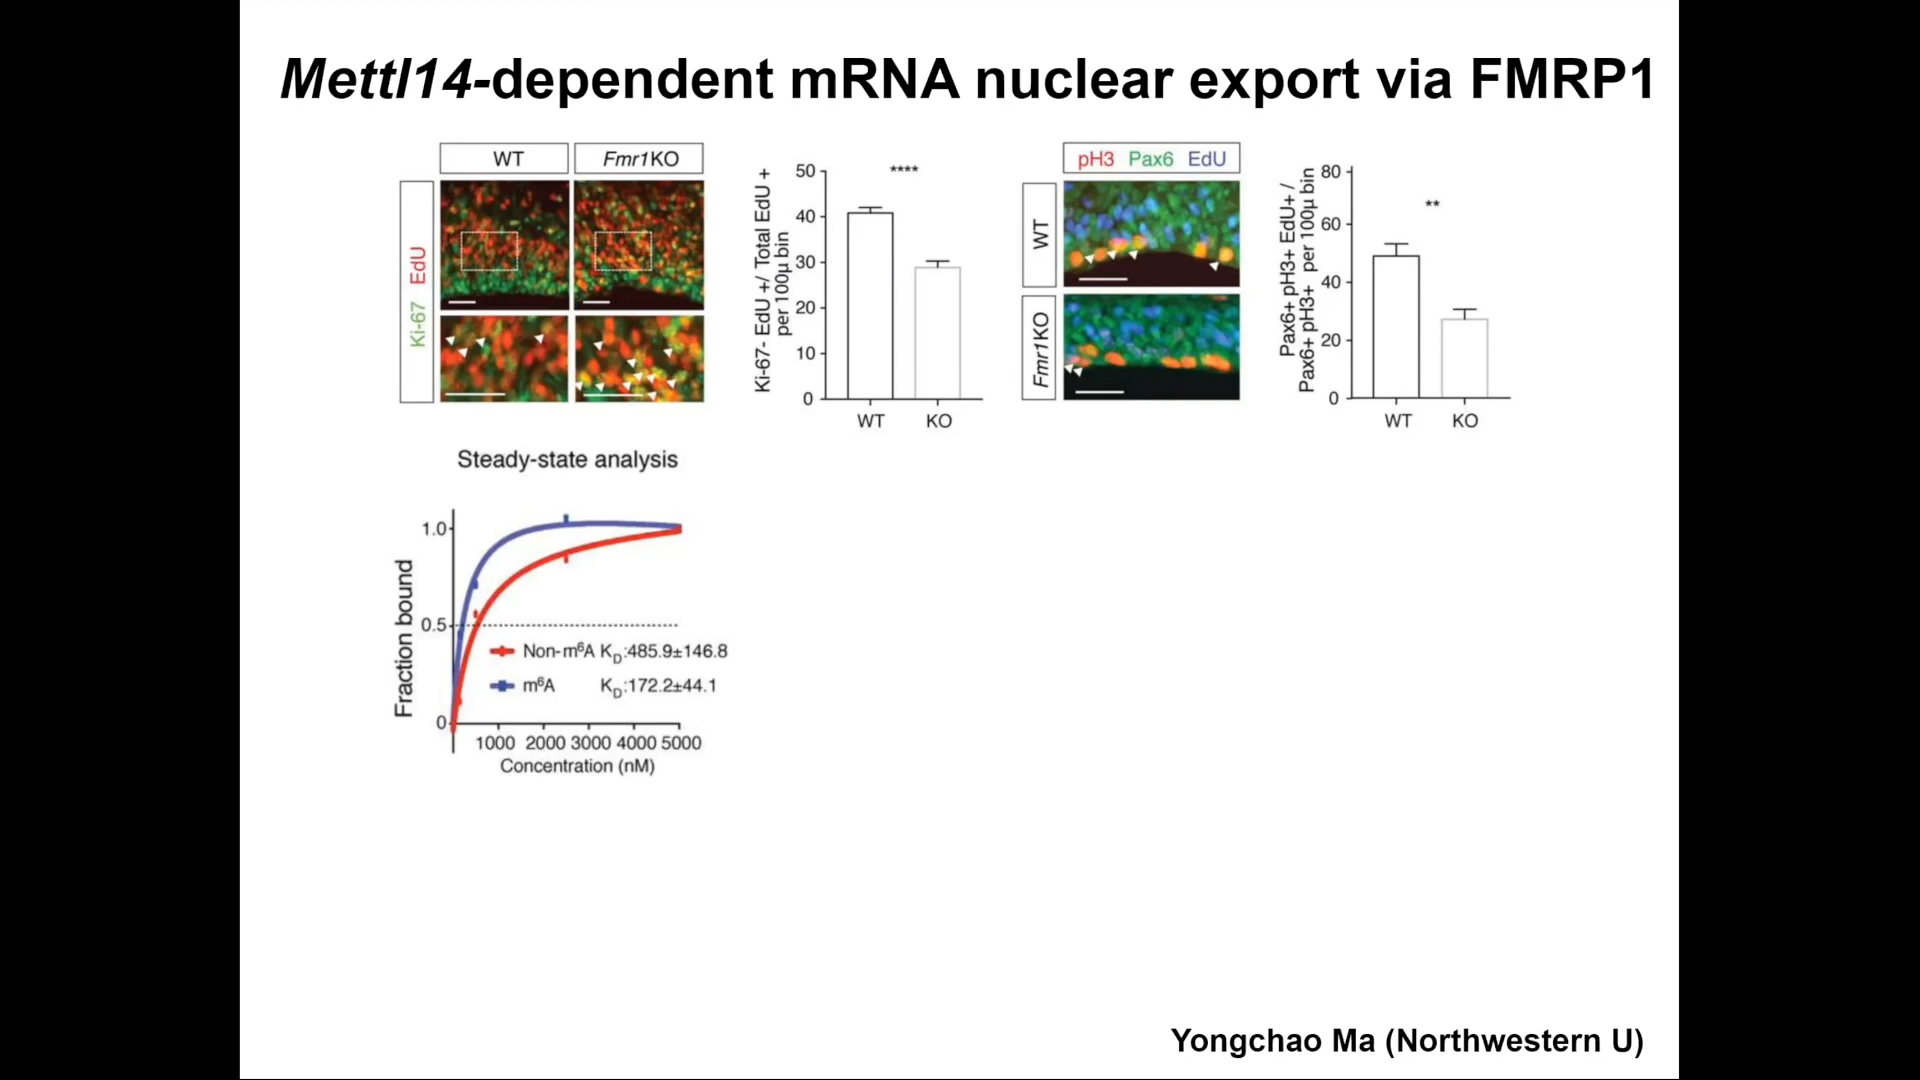 Mettl14-dependent mRNA nuclear export via FMRP1
WT
Fmr1KO
Ki-67 EdU
Ki-67- EdU +/ Total EdU +
per 100µ bin
50
40
30
20
10
0
****
WT
KO
pH3 Pax6 EdU
WT
Fmr1KO
Pax6+ pH3+ EdU+ /
Pax6+ pH3+ per 100µ bin
80
60
40
20
0
**
WT
KO
Steady-state analysis
Fraction bound
1.0
0.5
0
Non-m⁶A K_D:485.9±146.8
m⁶A K_D:172.2±44.1
1000 2000 3000 4000 5000
Concentration (nM)
Yongchao Ma (Northwestern U)